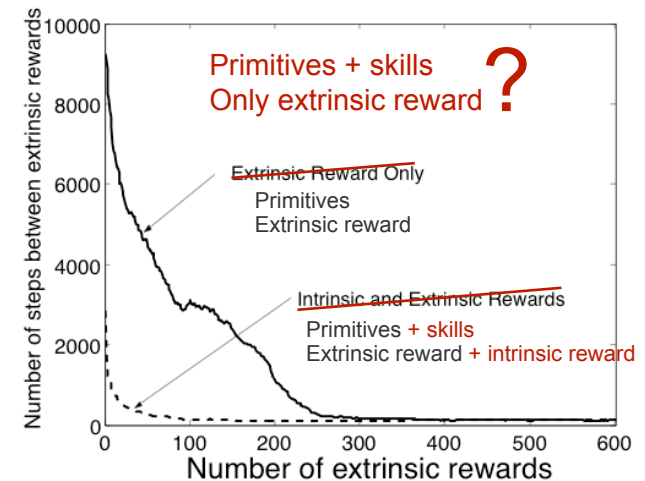 Number of steps between extrinsic rewards
10000
8000
6000
4000
2000
0
Primitives + skills
Only extrinsic reward
?
Extrinsic Reward Only
Primitives
Extrinsic reward
Intrinsic and Extrinsic Rewards
Primitives + skills
Extrinsic reward + intrinsic reward
0 100 200 300 400 500 600
Number of extrinsic rewards